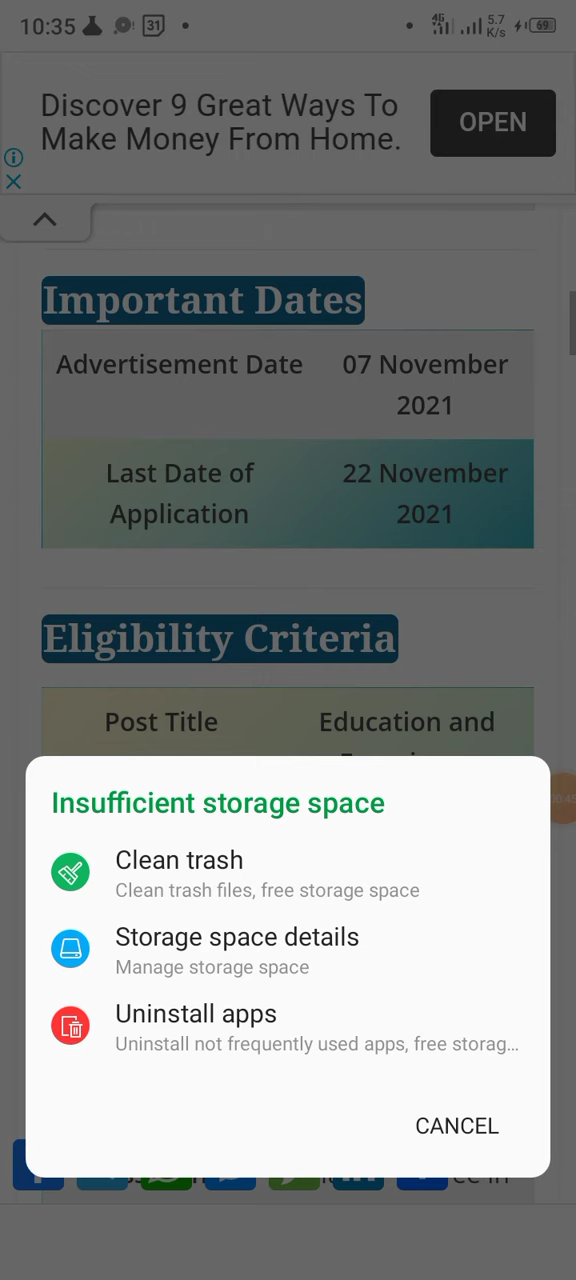 10:35
31
4G
5.7
K/s
69
Discover 9 Great Ways To
Make Money From Home.
OPEN
Important Dates
Advertisement Date
07 November
2021
Last Date of
Application
22 November
2021
Eligibility Criteria
Post Title
Education and
Insufficient storage space
Clean trash
Clean trash files, free storage space
Storage space details
Manage storage space
Uninstall apps
Uninstall not frequently used apps, free storag...
CANCEL